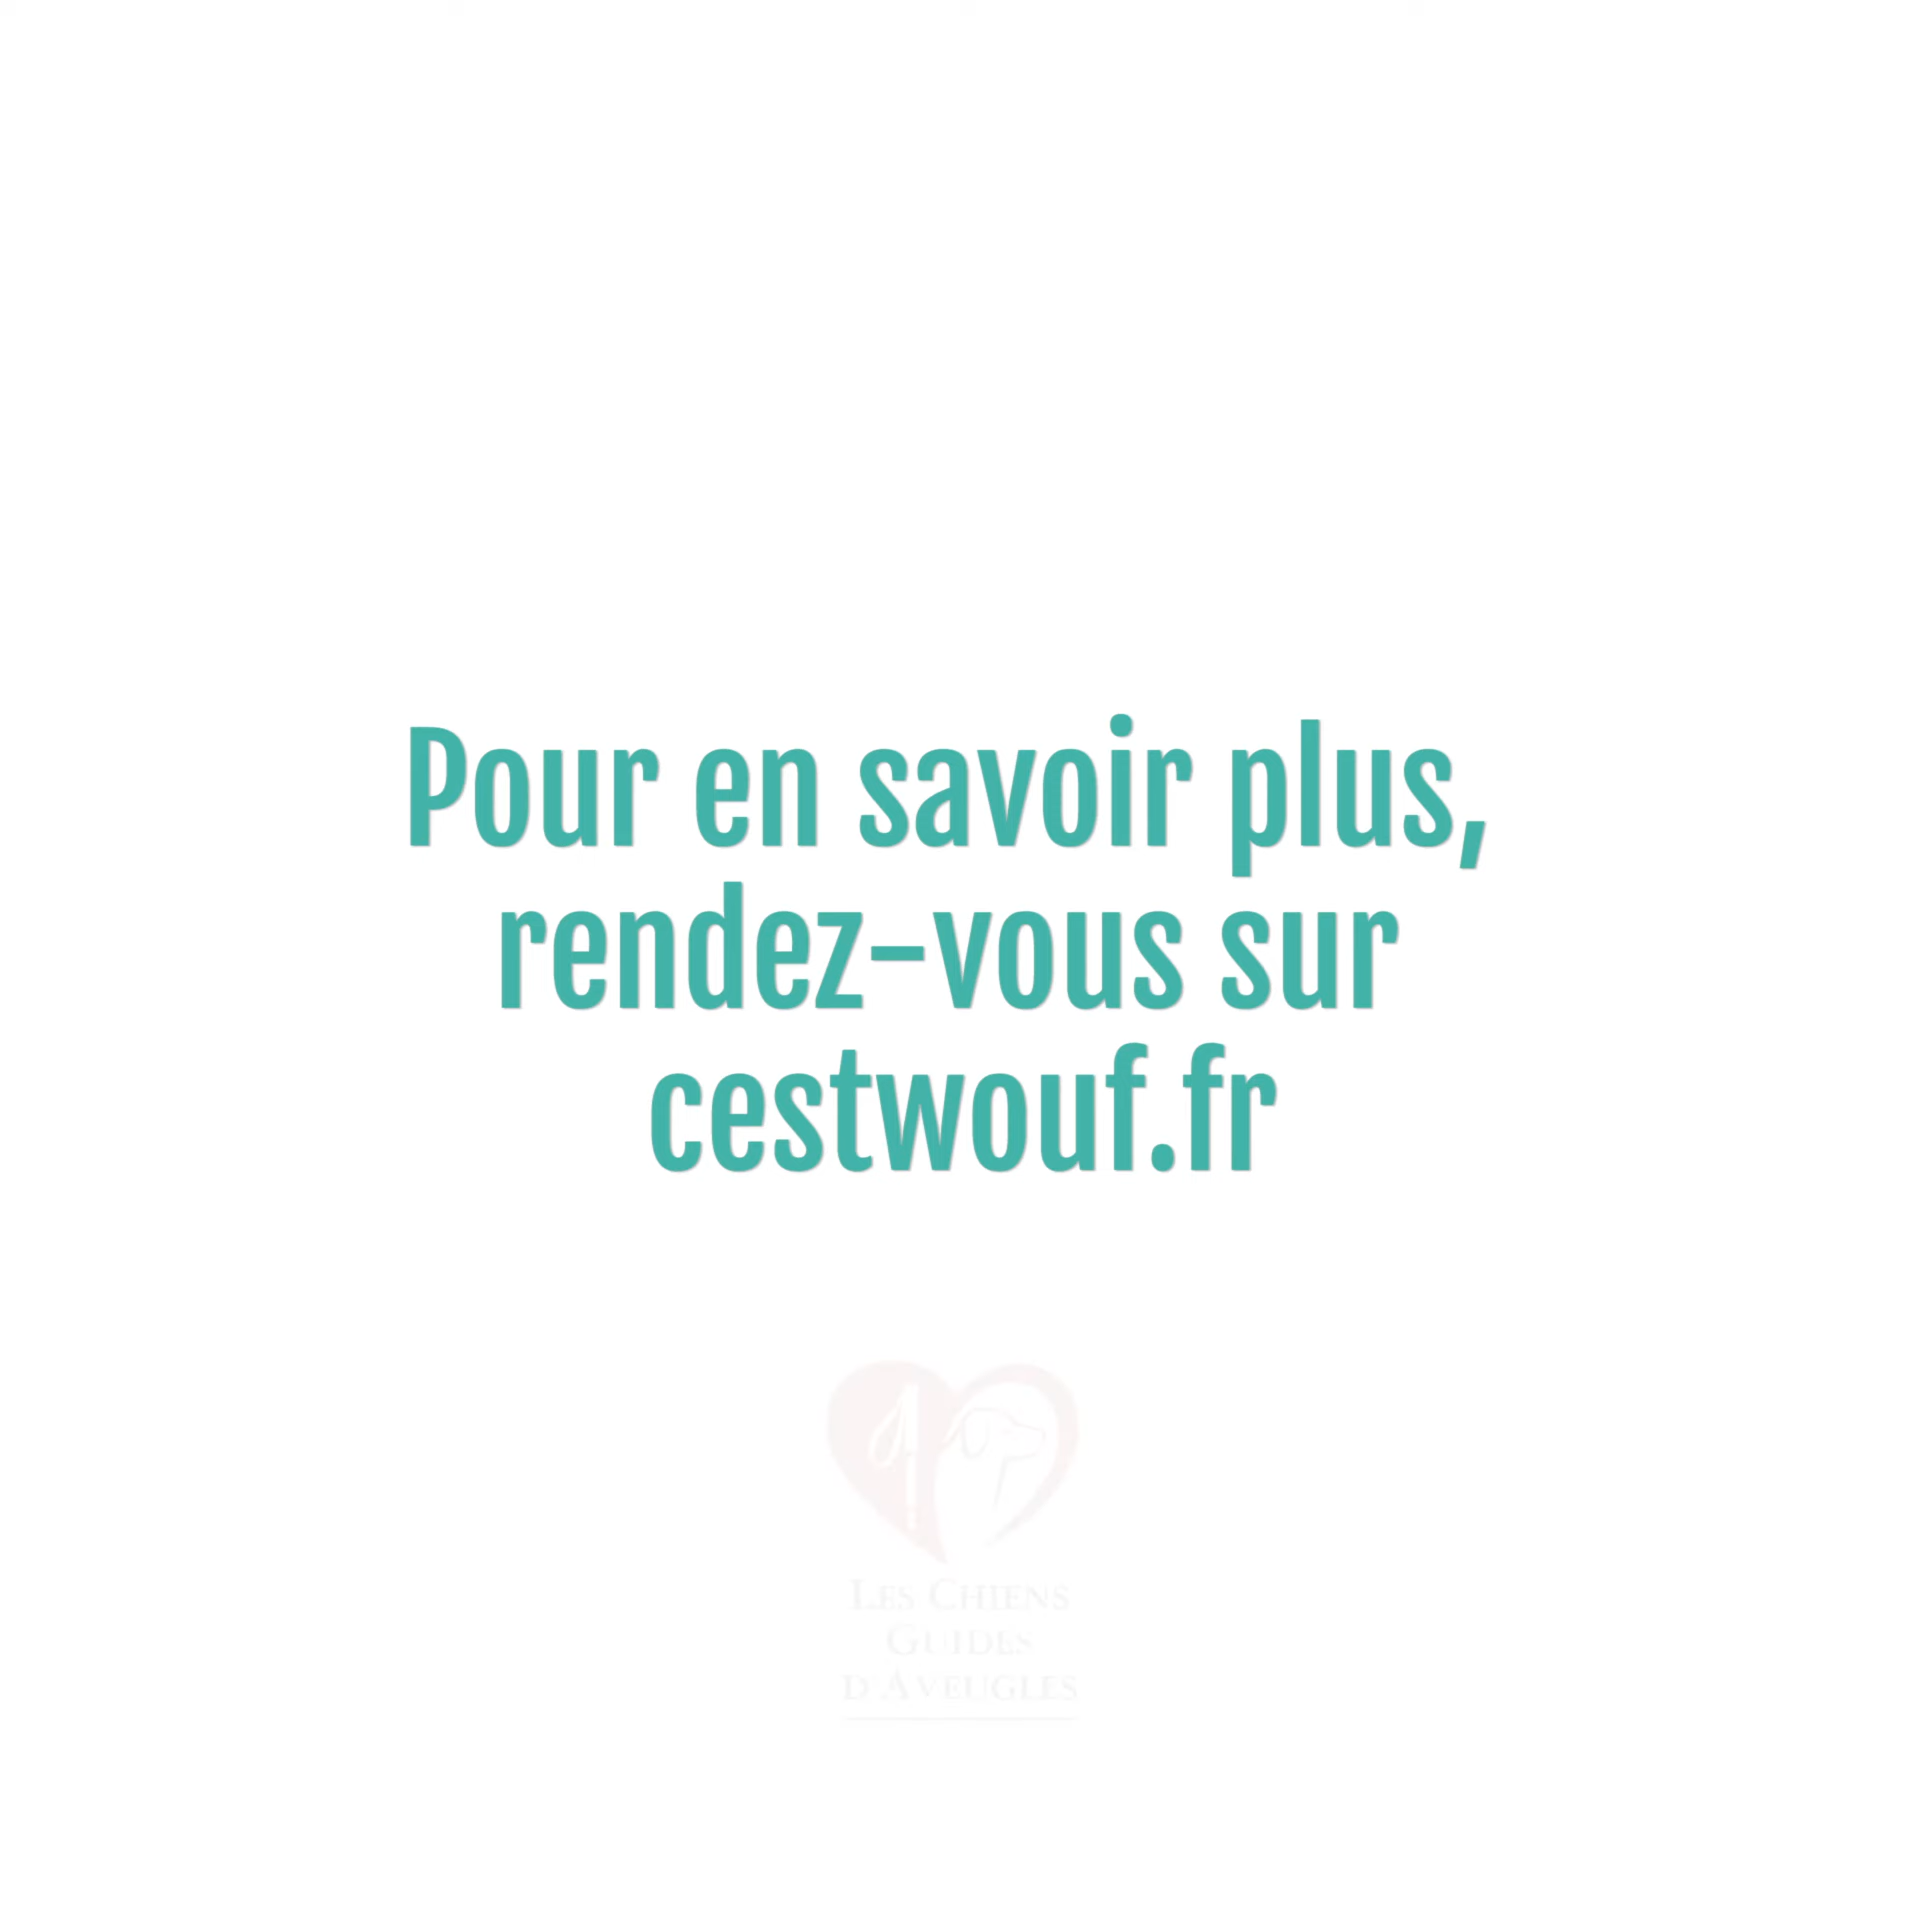 Pour en savoir plus,
rendez-vous sur
cestwouf.fr
LES CHIENS
GUIDES
D'AVEUGLES